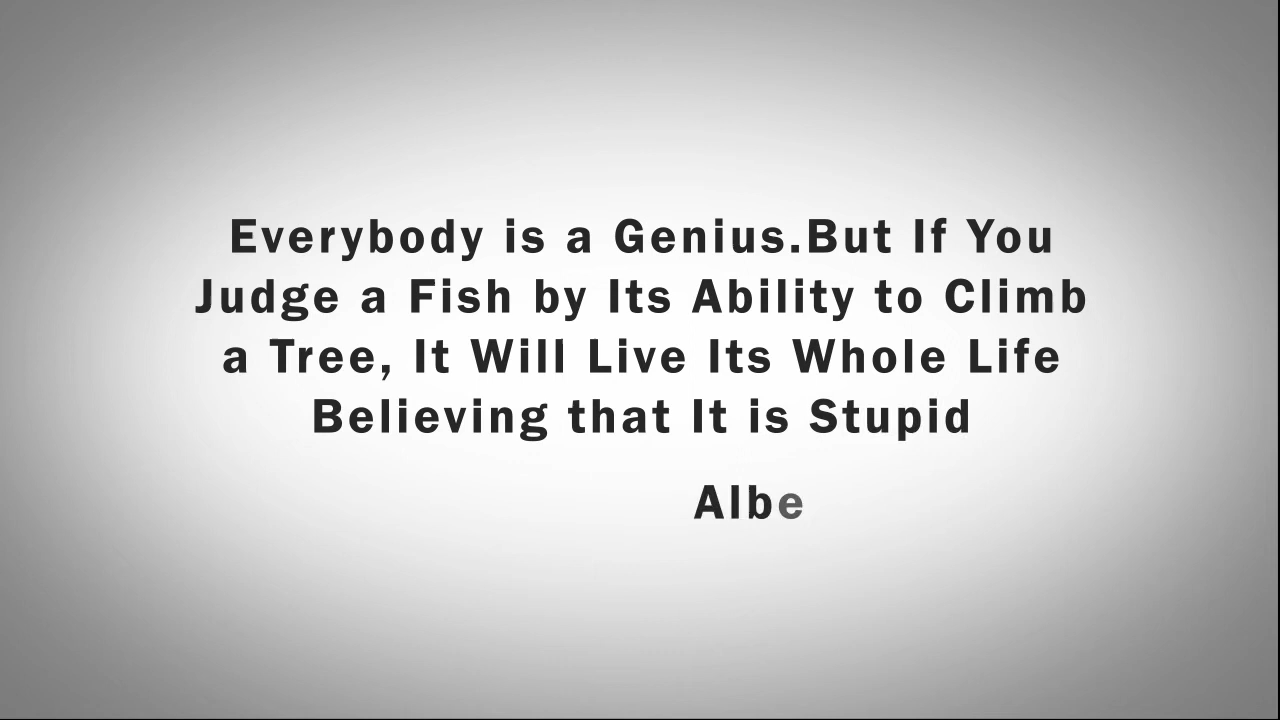 Everybody is a Genius.But If You
Judge a Fish by Its Ability to Climb
a Tree, It Will Live Its Whole Life
Believing that It is Stupid
Albe